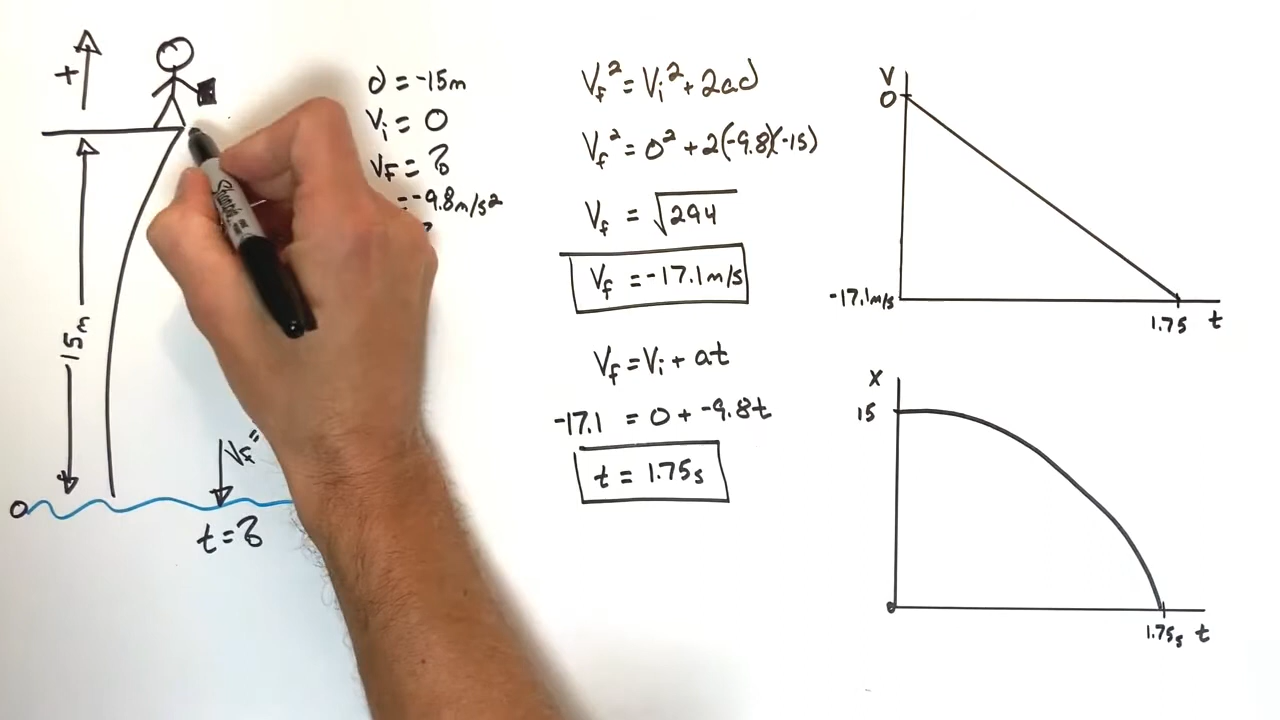 +
15m
0
Vf
t = ?
Sharpie
d = -15m
Vi = 0
Vf = ?
= -9.8m/s²
Vf² = Vi² + 2ad
Vf² = 0² + 2(-9.8)(-15)
Vf = √294
Vf = -17.1m/s
Vf = Vi + at
-17.1 = 0 + -9.8t
t = 1.75s
V
0
-17.1m/s
1.75 t
X
15
1.75s t